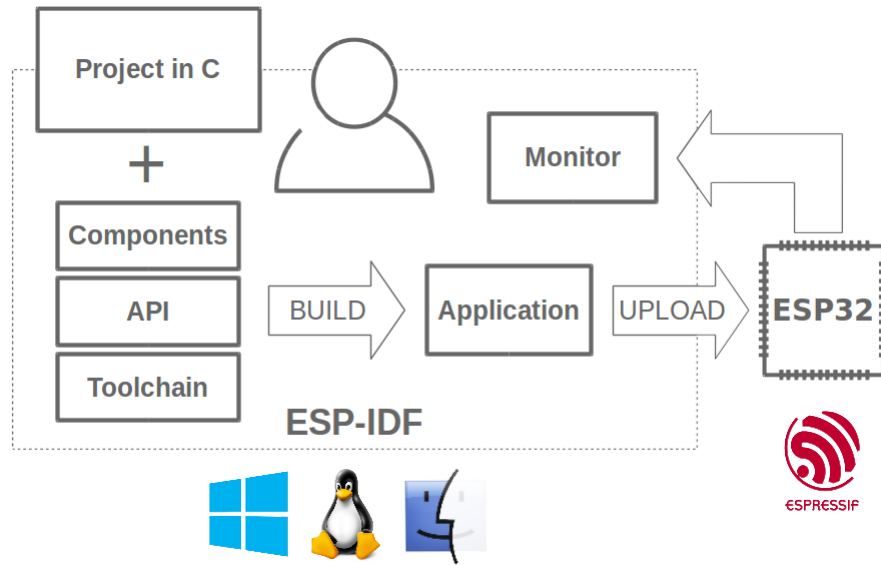 Project in C
+
Components
API
Toolchain
BUILD
Application
UPLOAD
Monitor
ESP32
ESP-IDF
ESPRESSIF